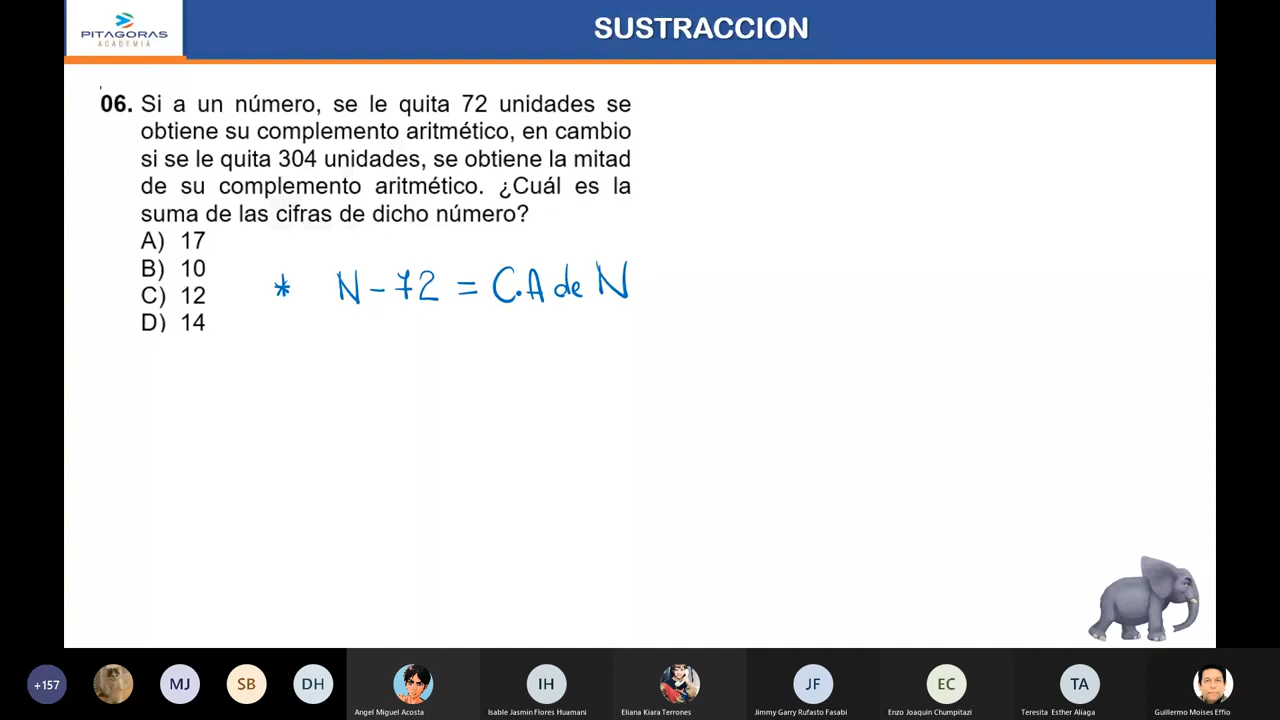 PITAGORAS
ACADEMIA
SUSTRACCION
06. Si a un número, se le quita 72 unidades se
obtiene su complemento aritmético, en cambio
si se le quita 304 unidades, se obtiene la mitad
de su complemento aritmético. ¿Cuál es la
suma de las cifras de dicho número?
A) 17
B) 10
C) 12
D) 14
* N - 72 = C.A de N
+157
MJ
SB
DH
IH
JF
EC
TA
Angel Miguel Acosta
Isable Jasmin Flores Huamani
Eliana Kiara Terrones
Jimmy Garry Rufasto Fasabi
Enzo Joaquin Chumpitazi
Teresita Esther Aliaga
Guillermo Moises Effio